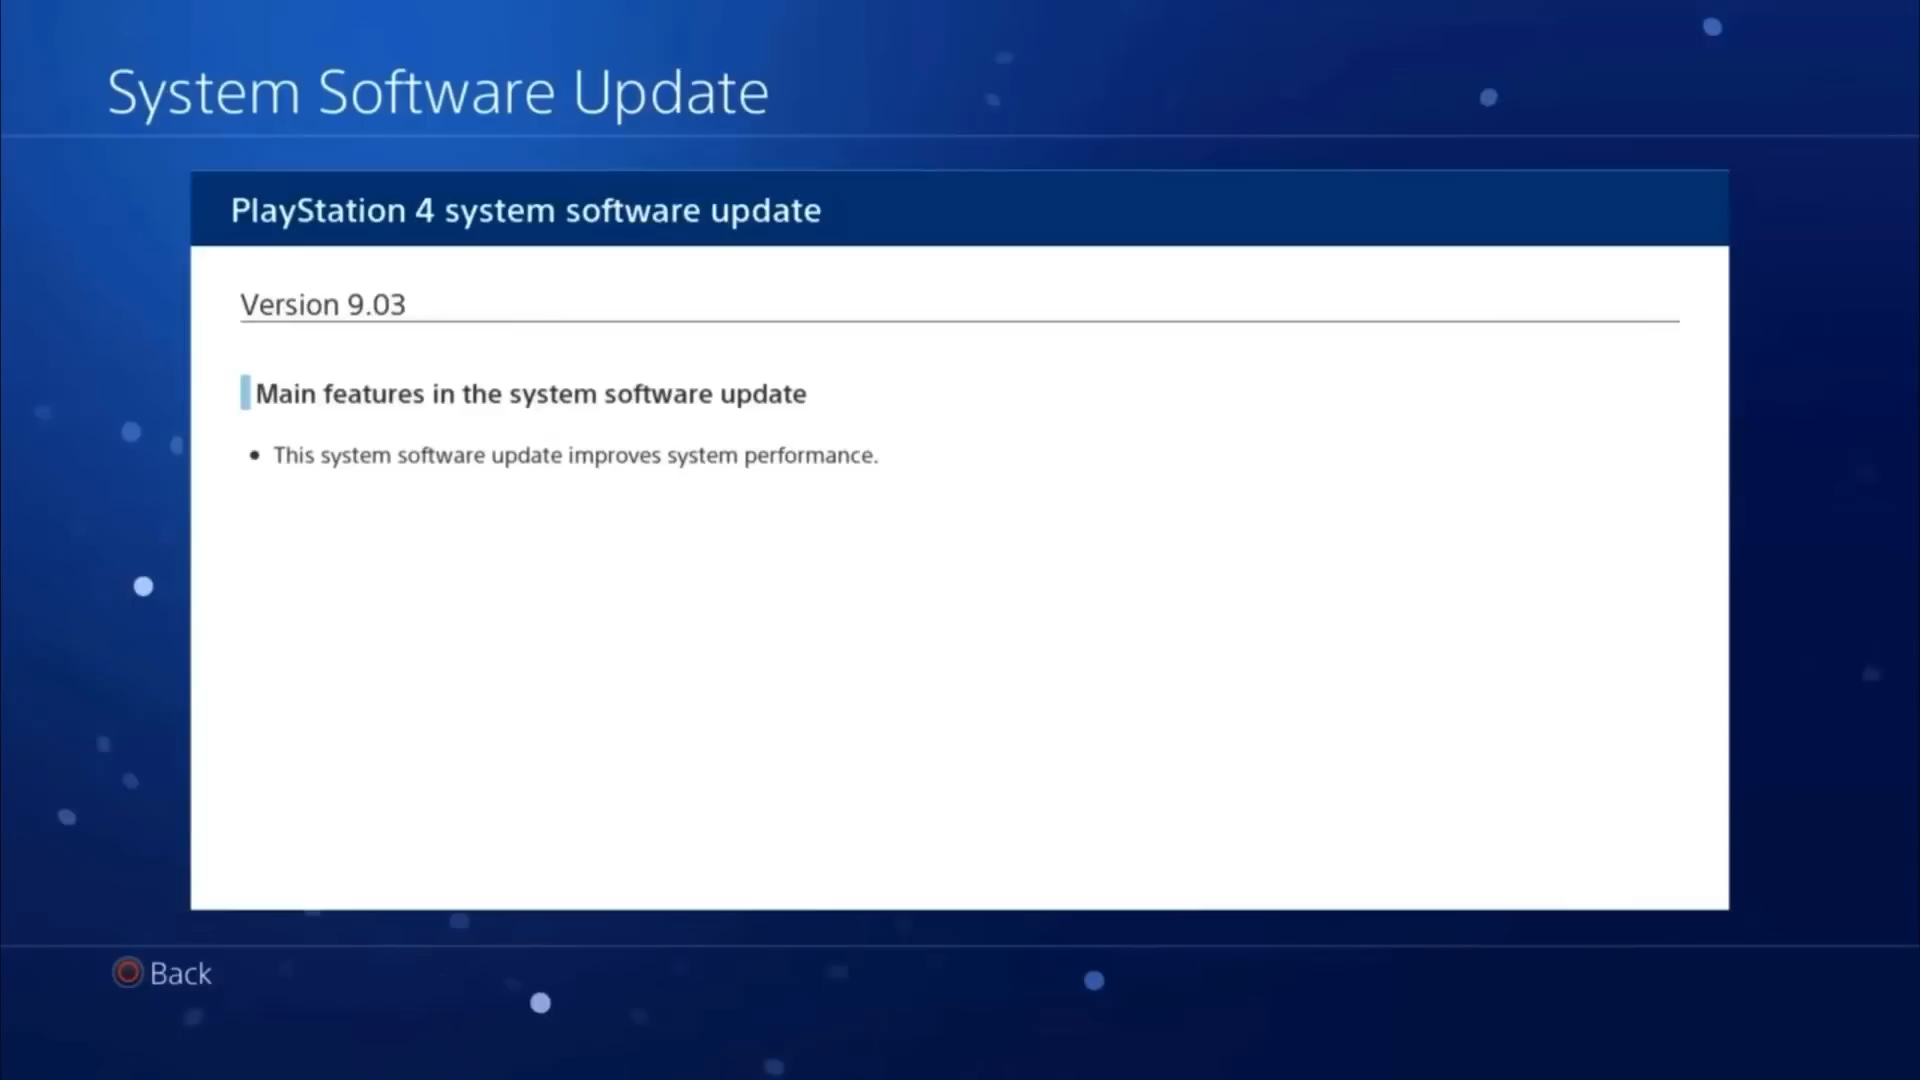 System Software Update
PlayStation 4 system software update
Version 9.03
Main features in the system software update
• This system software update improves system performance.
Back